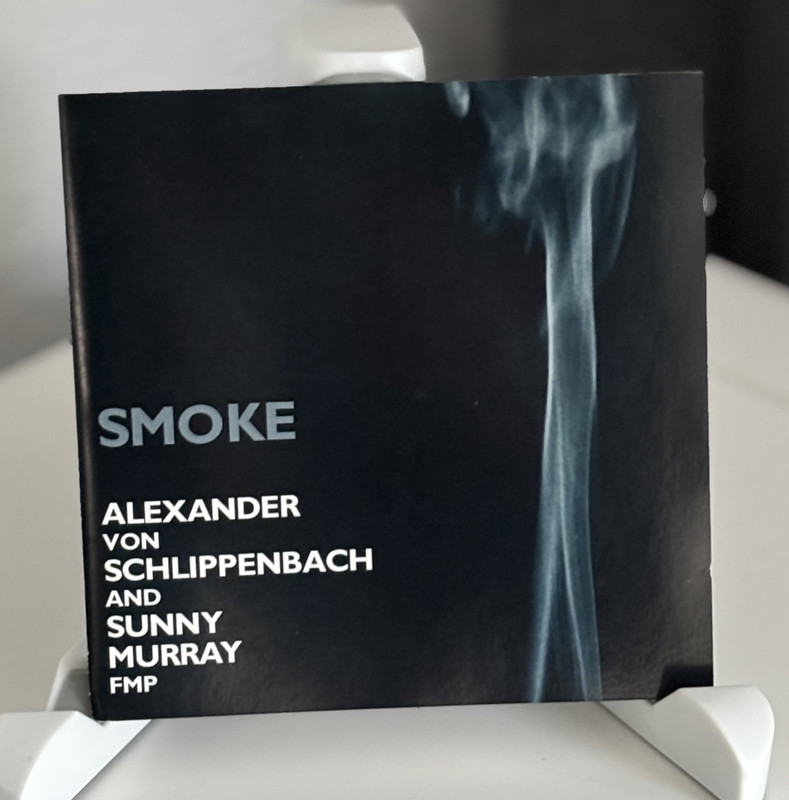 SMOKE
ALEXANDER
VON
SCHLIPPENBACH
AND
SUNNY
MURRAY
FMP